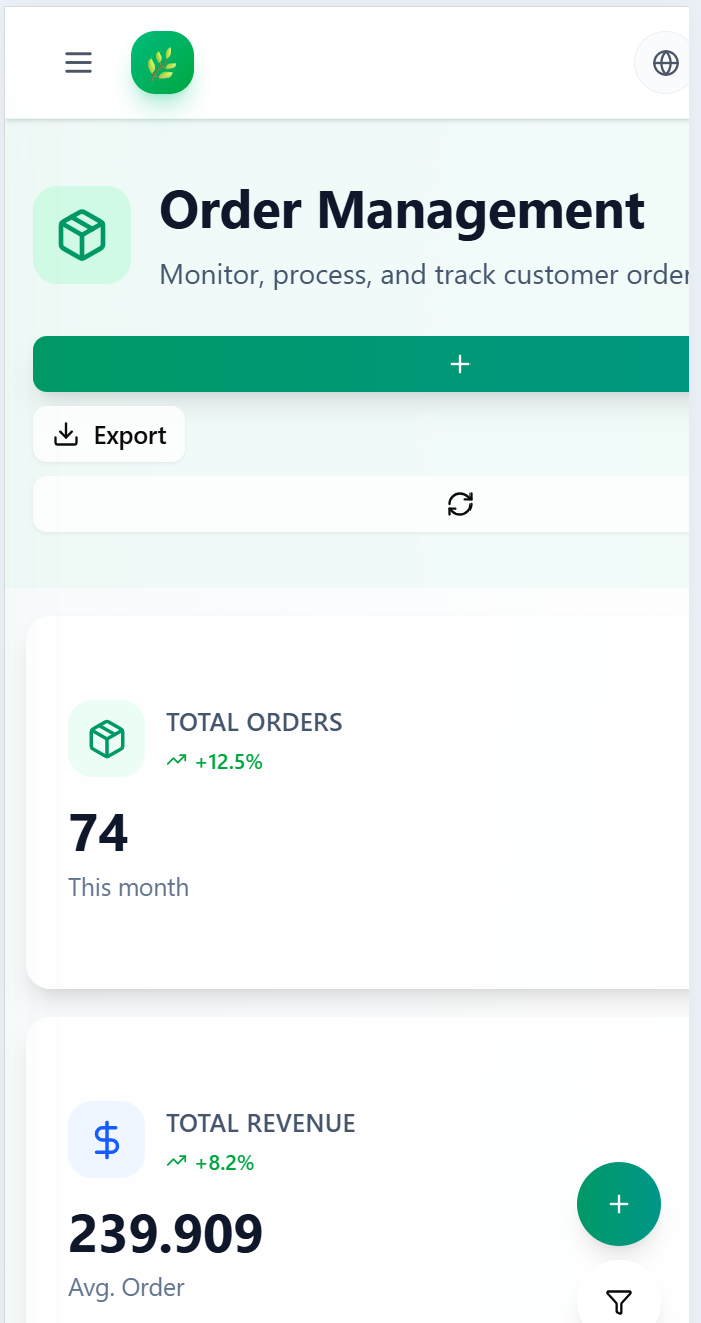 Order Management
Monitor, process, and track customer order
Export
TOTAL ORDERS
+12.5%
74
This month
TOTAL REVENUE
+8.2%
239.909
Avg. Order